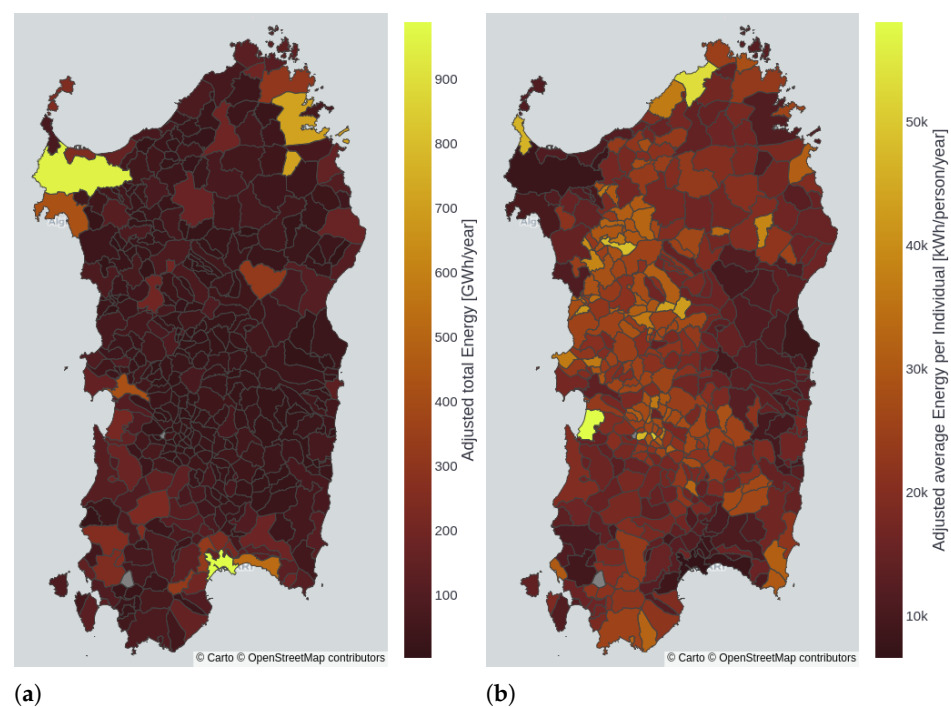 900
800
700
600
500
400
300
200
100
Adjusted total Energy [GWh/year]
© Carto © OpenStreetMap contributors
(a)
50k
40k
30k
20k
10k
Adjusted average Energy per Individual [kWh/person/year]
© Carto © OpenStreetMap contributors
(b)